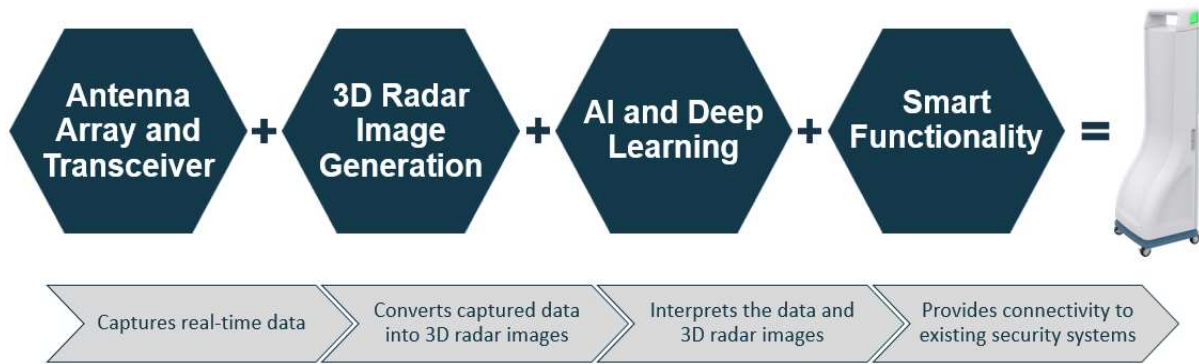 Antenna
Array and
Transceiver
+
3D Radar
Image
Generation
+
AI and Deep
Learning
+
Smart
Functionality
=
Captures real-time data
Converts captured data
into 3D radar images
Interprets the data and
3D radar images
Provides connectivity to
existing security systems